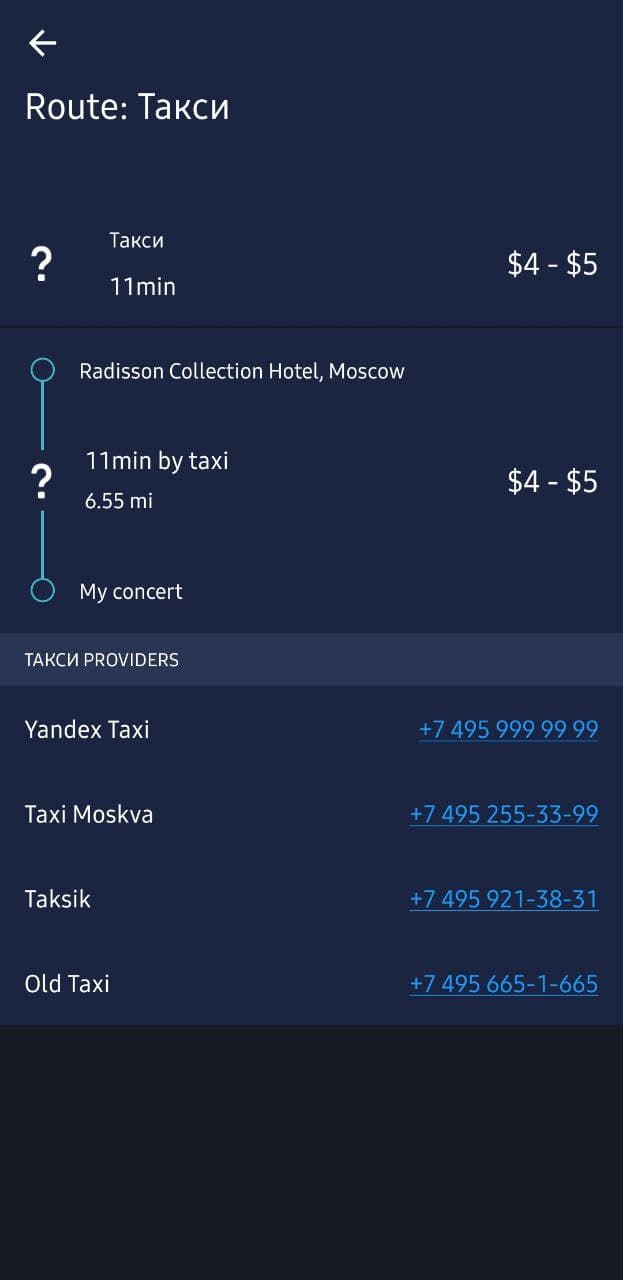 Route: Такси
?
Такси
11min
$4 - $5
Radisson Collection Hotel, Moscow
?
11min by taxi
6.55 mi
$4 - $5
My concert
ТАКСИ PROVIDERS
Yandex Taxi +7 495 999 99 99
Taxi Moskva +7 495 255-33-99
Taksik +7 495 921-38-31
Old Taxi +7 495 665-1-665